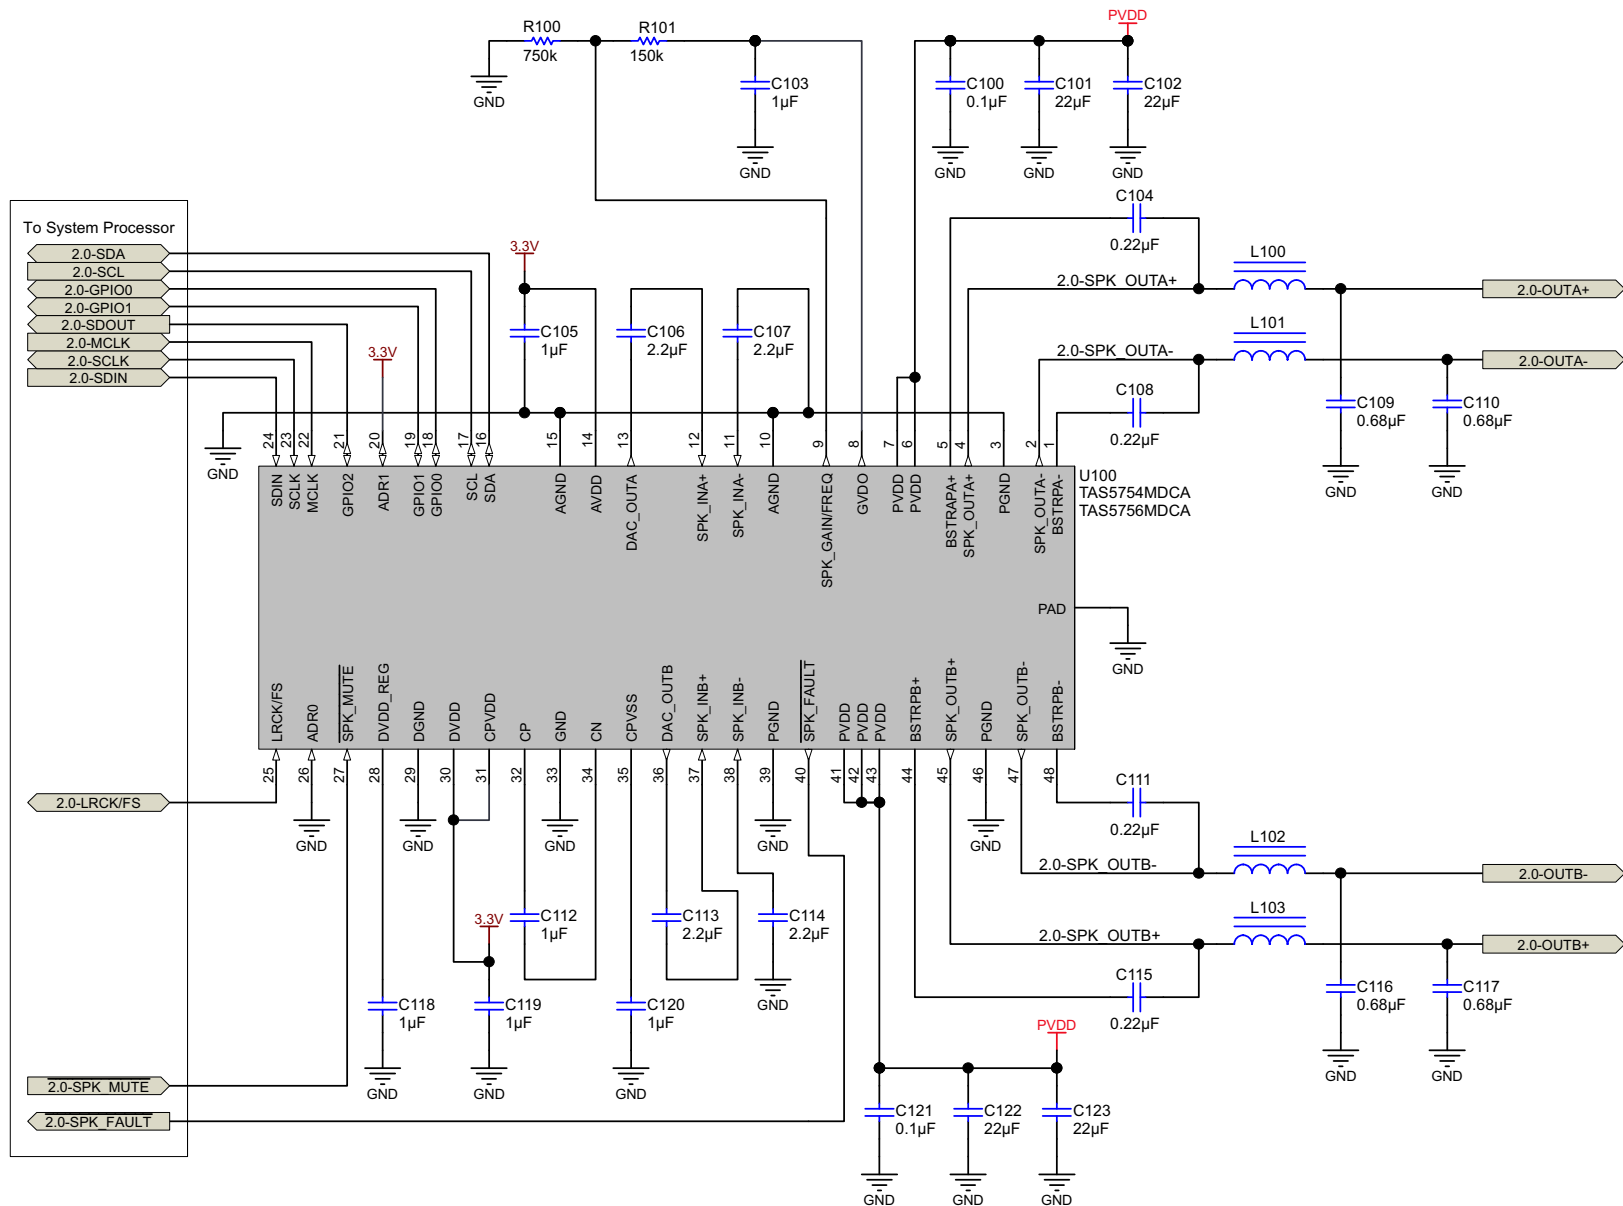 PVDD
R100
750k
R101
150k
GND
C103
1µF
GND
C100
0.1µF
C101
22µF
C102
22µF
GND
GND
GND
To System Processor
2.0-SDA
2.0-SCL
2.0-GPIO0
2.0-GPIO1
2.0-SDOUT
2.0-MCLK
2.0-SCLK
2.0-SDIN
3.3V
3.3V
C105
1µF
C106
2.2µF
C107
2.2µF
C104
0.22µF
2.0-SPK_OUTA+
L100
2.0-OUTA+
2.0-SPK_OUTA-
L101
2.0-OUTA-
C108
0.22µF
C109
0.68µF
C110
0.68µF
GND
GND
GND
24
23
22
21
20
19
18
17
16
15
14
13
12
11
10
9
8
7
6
5
4
3
2
1
SDIN
SCLK
MCLK
GPIO2
ADR1
GPIO1
GPIO0
SCL
SDA
AGND
AVDD
DAC_OUTA
SPK_INA+
SPK_INA-
AGND
SPK_GAIN/FREQ
GVDO
PVDD
PVDD
BSTRAPA+
SPK_OUTA+
PGND
SPK_OUTA-
BSTRPA-
U100
TAS5754MDCA
TAS5756MDCA
PAD
GND
LRCK/FS
ADR0
SPK_MUTE
DVDD_REG
DGND
DVDD
CPVDD
CP
GND
CN
CPVSS
DAC_OUTB
SPK_INB+
SPK_INB-
PGND
SPK_FAULT
PVDD
PVDD
PVDD
BSTRPB+
SPK_OUTB+
PGND
SPK_OUTB-
BSTRPB-
25
26
27
28
29
30
31
32
33
34
35
36
37
38
39
40
41
42
43
44
45
46
47
48
2.0-LRCK/FS
GND
GND
GND
GND
GND
C111
0.22µF
2.0-SPK_OUTB-
L102
2.0-OUTB-
3.3V
C112
1µF
C113
2.2µF
C114
2.2µF
GND
2.0-SPK_OUTB+
L103
2.0-OUTB+
C115
0.22µF
C116
0.68µF
C117
0.68µF
GND
GND
C118
1µF
C119
1µF
C120
1µF
GND
GND
GND
PVDD
2.0-SPK_MUTE
2.0-SPK_FAULT
C121
0.1µF
C122
22µF
C123
22µF
GND
GND
GND